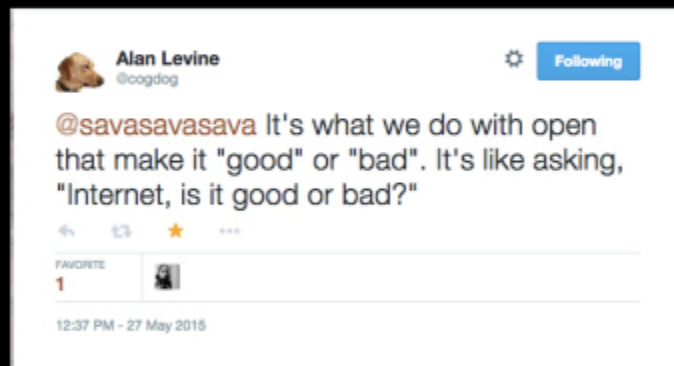 Alan Levine
@cogdog
Following
@savasavasava It's what we do with open
that make it "good" or "bad". It's like asking,
"Internet, is it good or bad?"
FAVORITE
1
12:37 PM - 27 May 2015